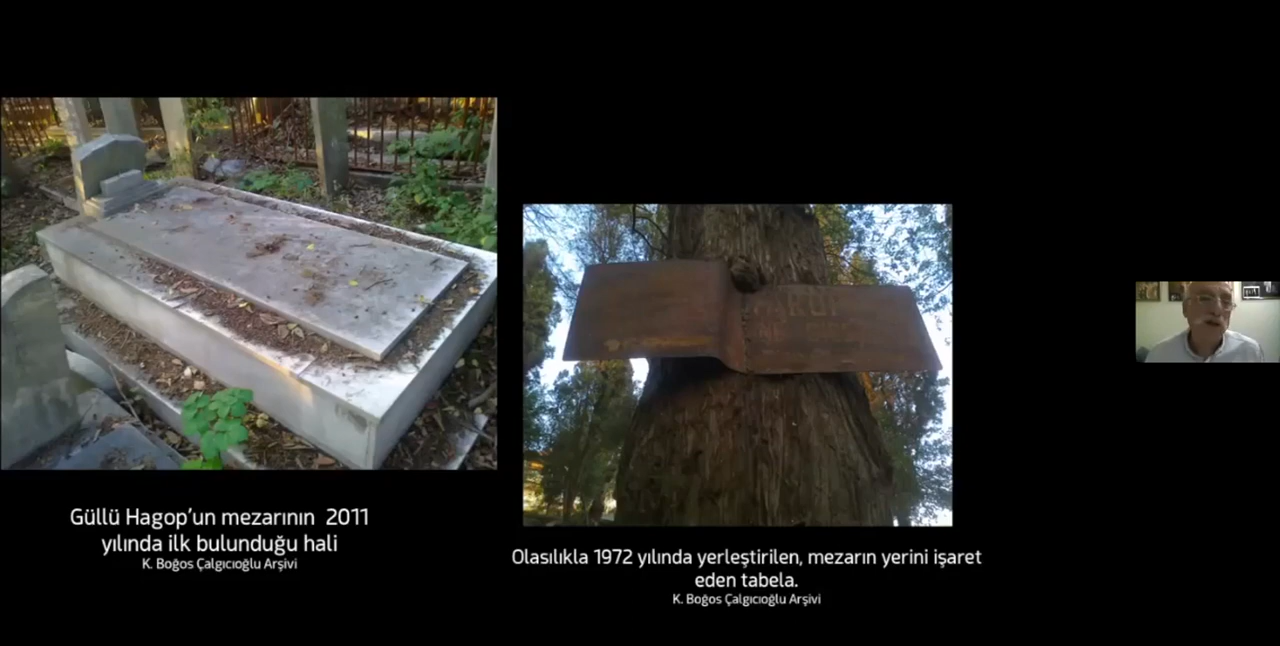 Güllü Hagop'un mezarının 2011
yılında ilk bulunduğu hali
K. Boğos Çalgıcıoğlu Arşivi
Olasılıkla 1972 yılında yerleştirilen, mezarın yerini işaret
eden tabela.
K. Boğos Çalgıcıoğlu Arşivi